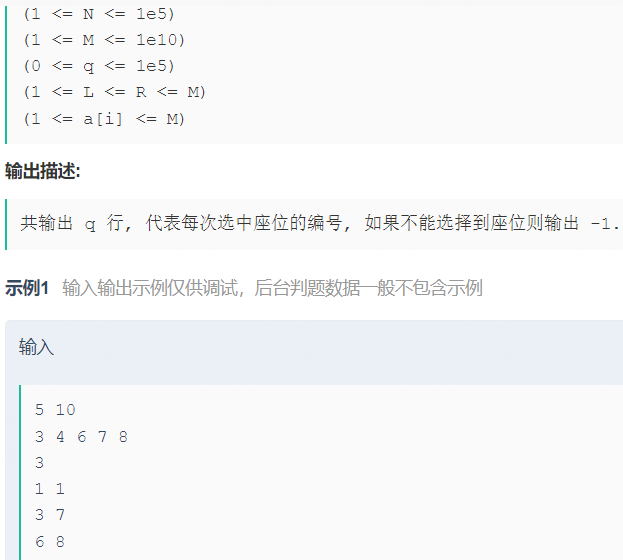 (1 <= N <= 1e5)
(1 <= M <= 1e10)
(0 <= q <= 1e5)
(1 <= L <= R <= M)
(1 <= a[i] <= M)
输出描述:
共输出 q 行, 代表每次选中座位的编号, 如果不能选择到座位则输出 -1.
示例1 输入输出示例仅供调试，后台判题数据一般不包含示例
输入
5 10
3 4 6 7 8
3
1 1
3 7
6 8